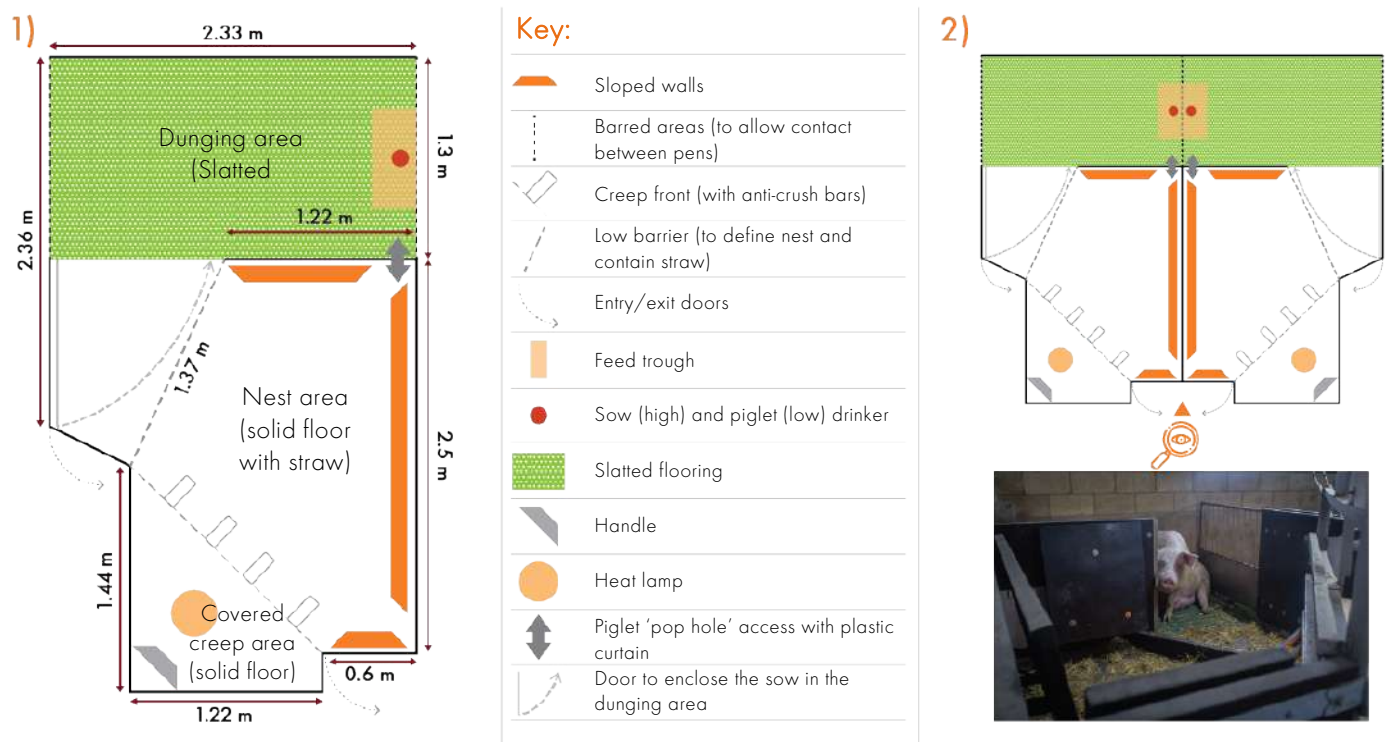 1)
2.33 m
Dunging area
(Slatted
1.3 m
2.36 m
1.22 m
1.37 m
Nest area
(solid floor
with straw)
2.5 m
1.44 m
Covered
creep area
(solid floor)
0.6 m
1.22 m
Key:
Sloped walls
Barred areas (to allow contact
between pens)
Creep front (with anti-crush bars)
Low barrier (to define nest and
contain straw)
Entry/exit doors
Feed trough
Sow (high) and piglet (low) drinker
Slatted flooring
Handle
Heat lamp
Piglet ‘pop hole’ access with plastic
curtain
Door to enclose the sow in the
dunging area
2)